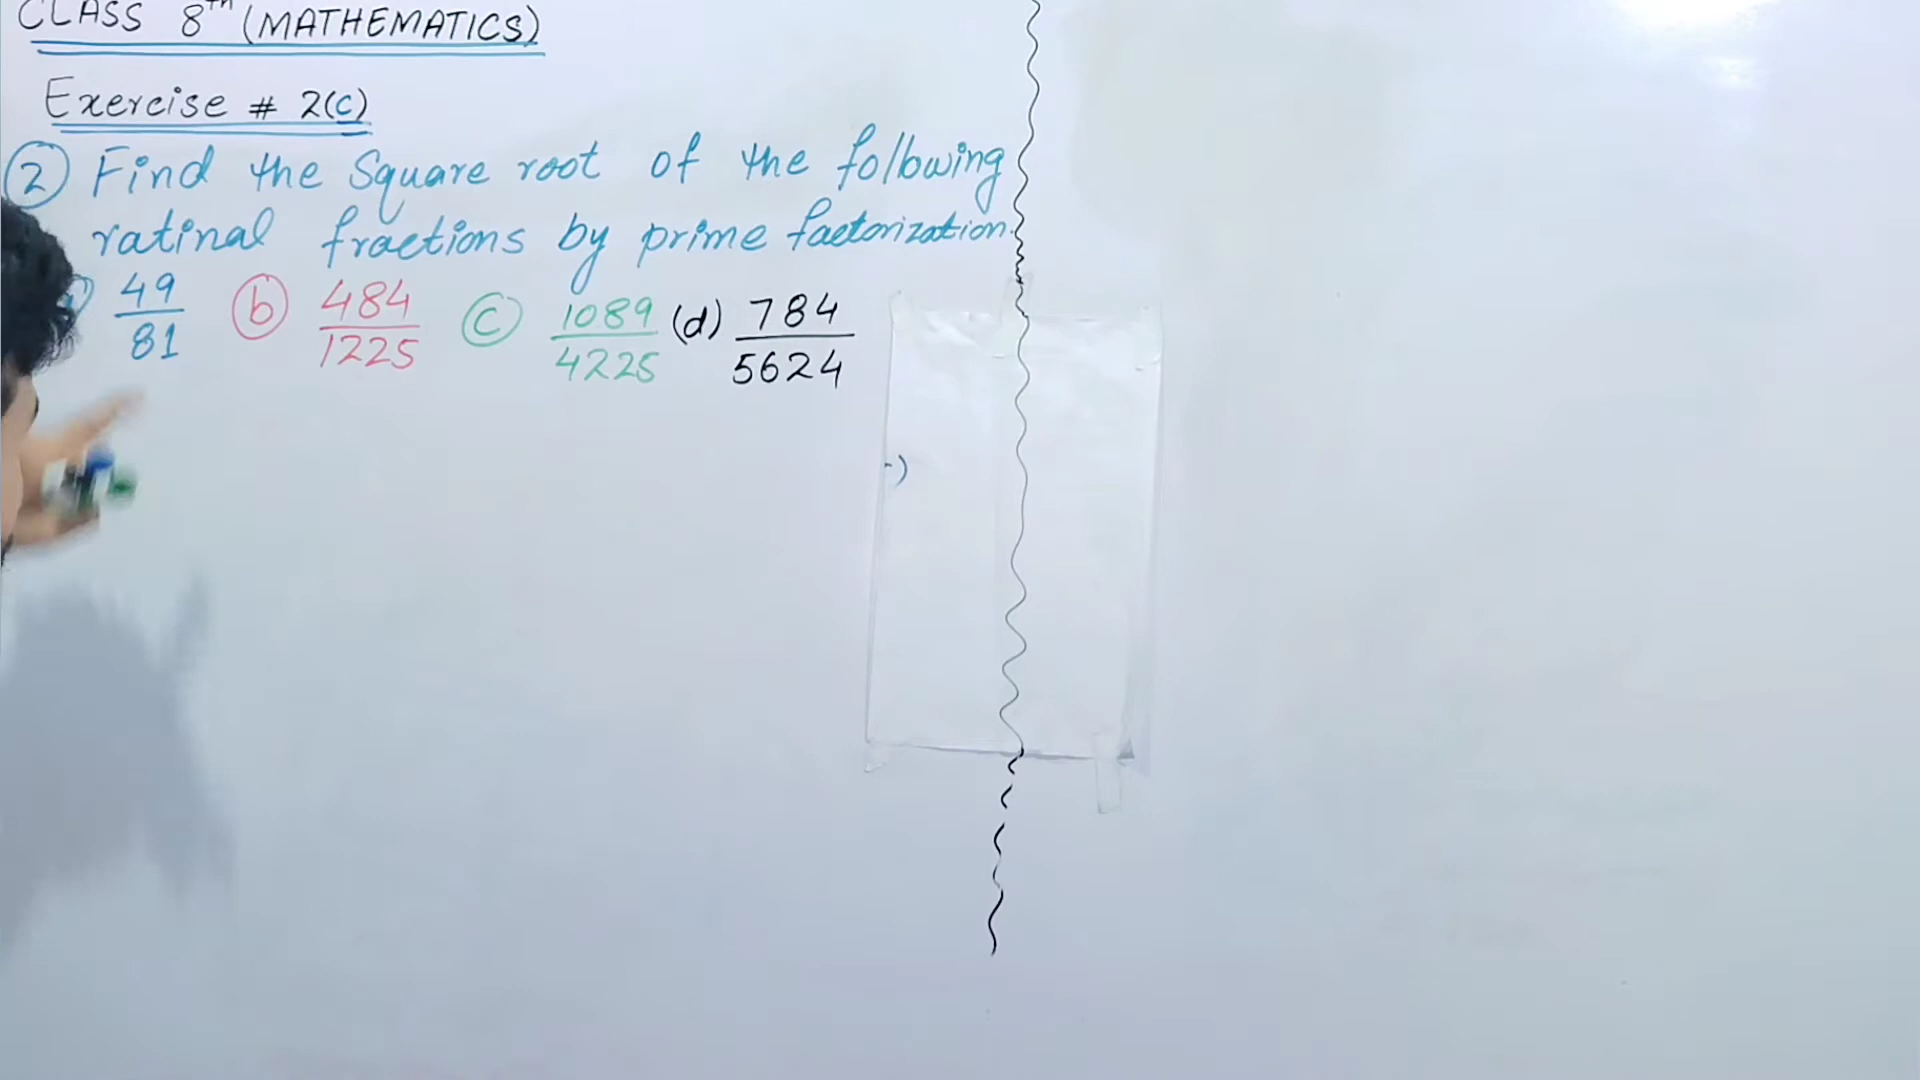 CLASS 8th (MATHEMATICS)
Exercise # 2(c)
2 Find the Square root of the following
ratinal fractions by prime factorization.
49/81 b 484/1225 c 1089/4225 (d) 784/5624